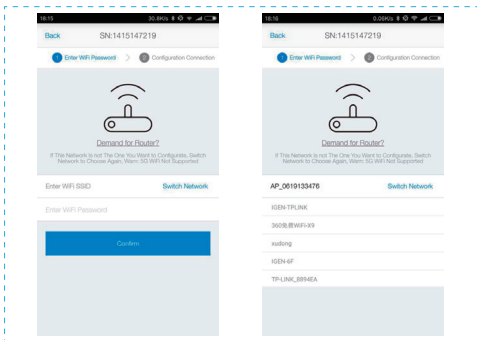 18:15
30.8K/s
Back
SN:1415147219
1 Enter WiFi Password > 2 Configuration Connection
Demand for Router?
If This Network is not The One You Want to Configurate, Switch
Network to Choose Again, Warn: 5G WiFi Not Supported
Enter WiFi SSID
Switch Network
Enter WiFi Password
Confirm
18:16
0.06K/s
Back
SN:1415147219
1 Enter WiFi Password > 2 Configuration Connection
Demand for Router?
If This Network is not The One You Want to Configurate, Switch
Network to Choose Again, Warn: 5G WiFi Not Supported
AP_0619133476
Switch Network
IGEN-TPLINK
360免费WiFi-X9
xudong
IGEN-6F
TP-LINK_8894EA